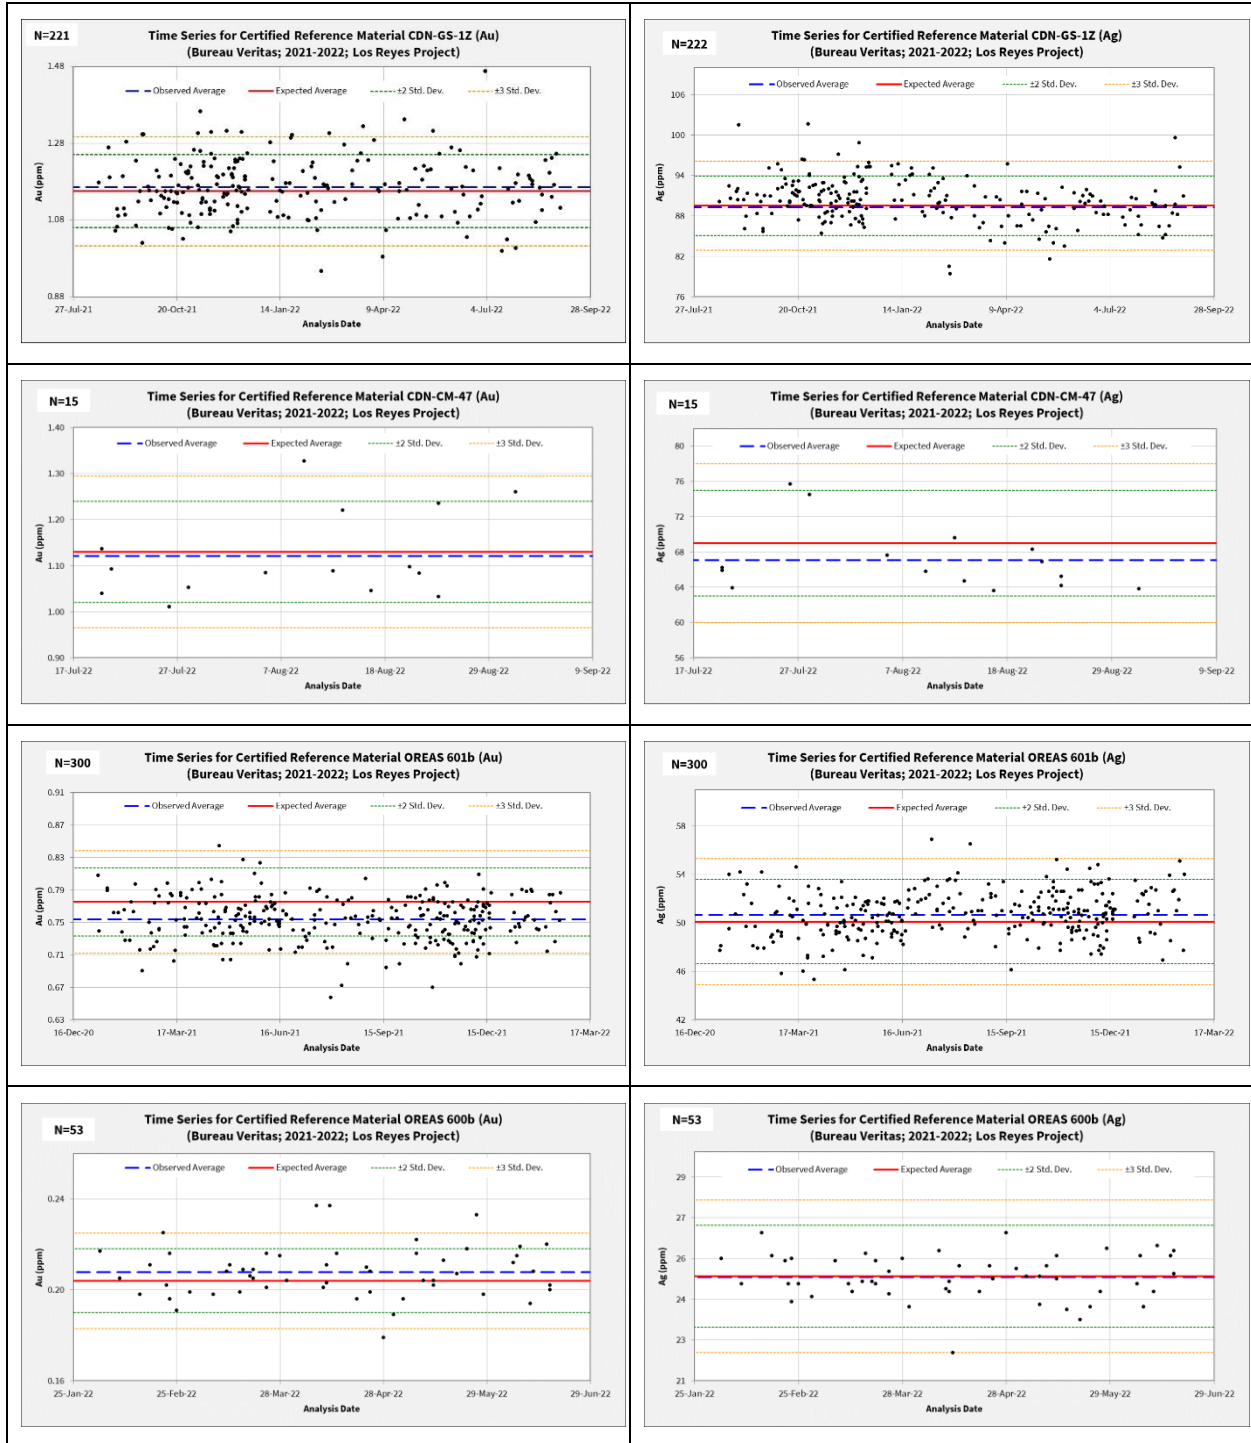 N=221
Time Series for Certified Reference Material CDN-GS-1Z (Au)
(Bureau Veritas; 2021-2022; Los Reyes Project)
Observed Average Expected Average ±2 Std. Dev. ±3 Std. Dev.
Au (ppm)
1.48
1.28
1.08
0.88
27-Jul-21 20-Oct-21 14-Jan-22 9-Apr-22 4-Jul-22 28-Sep-22
Analysis Date
N=222
Time Series for Certified Reference Material CDN-GS-1Z (Ag)
(Bureau Veritas; 2021-2022; Los Reyes Project)
Observed Average Expected Average ±2 Std. Dev. ±3 Std. Dev.
Ag (ppm)
106
100
94
88
82
76
27-Jul-21 20-Oct-21 14-Jan-22 9-Apr-22 4-Jul-22 28-Sep-22
Analysis Date
N=15
Time Series for Certified Reference Material CDN-CM-47 (Au)
(Bureau Veritas; 2021-2022; Los Reyes Project)
Observed Average Expected Average ±2 Std. Dev. ±3 Std. Dev.
Au (ppm)
1.40
1.30
1.20
1.10
1.00
0.90
17-Jul-22 27-Jul-22 7-Aug-22 18-Aug-22 29-Aug-22 9-Sep-22
Analysis Date
N=15
Time Series for Certified Reference Material CDN-CM-47 (Ag)
(Bureau Veritas; 2021-2022; Los Reyes Project)
Observed Average Expected Average ±2 Std. Dev. ±3 Std. Dev.
Ag (ppm)
80
76
72
68
64
60
56
17-Jul-22 27-Jul-22 7-Aug-22 18-Aug-22 29-Aug-22 9-Sep-22
Analysis Date
N=300
Time Series for Certified Reference Material OREAS 601b (Au)
(Bureau Veritas; 2021-2022; Los Reyes Project)
Observed Average Expected Average ±2 Std. Dev. ±3 Std. Dev.
Au (ppm)
0.91
0.87
0.83
0.79
0.75
0.71
0.67
0.63
16-Dec-20 17-Mar-21 16-Jun-21 15-Sep-21 15-Dec-21 17-Mar-22
Analysis Date
N=300
Time Series for Certified Reference Material OREAS 601b (Ag)
(Bureau Veritas; 2021-2022; Los Reyes Project)
Observed Average Expected Average ±2 Std. Dev. ±3 Std. Dev.
Ag (ppm)
58
54
50
46
42
16-Dec-20 17-Mar-21 16-Jun-21 15-Sep-21 15-Dec-21 17-Mar-22
Analysis Date
N=53
Time Series for Certified Reference Material OREAS 600b (Au)
(Bureau Veritas; 2021-2022; Los Reyes Project)
Observed Average Expected Average ±2 Std. Dev. ±3 Std. Dev.
Au (ppm)
0.24
0.20
0.16
25-Jan-22 25-Feb-22 28-Mar-22 28-Apr-22 29-May-22 29-Jun-22
Analysis Date
N=53
Time Series for Certified Reference Material OREAS 600b (Ag)
(Bureau Veritas; 2021-2022; Los Reyes Project)
Observed Average Expected Average ±2 Std. Dev. ±3 Std. Dev.
Ag (ppm)
29
27
26
24
23
21
25-Jan-22 25-Feb-22 28-Mar-22 28-Apr-22 29-May-22 29-Jun-22
Analysis Date